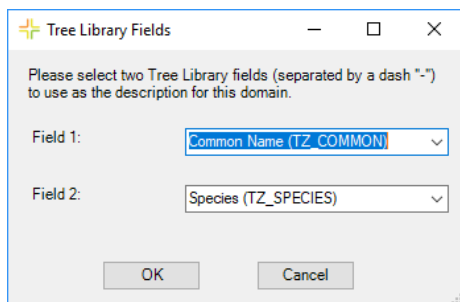 Tree Library Fields
Please select two Tree Library fields (separated by a dash "-")
to use as the description for this domain.
Field 1:
Common Name (TZ_COMMON)
Field 2:
Species (TZ_SPECIES)
OK
Cancel